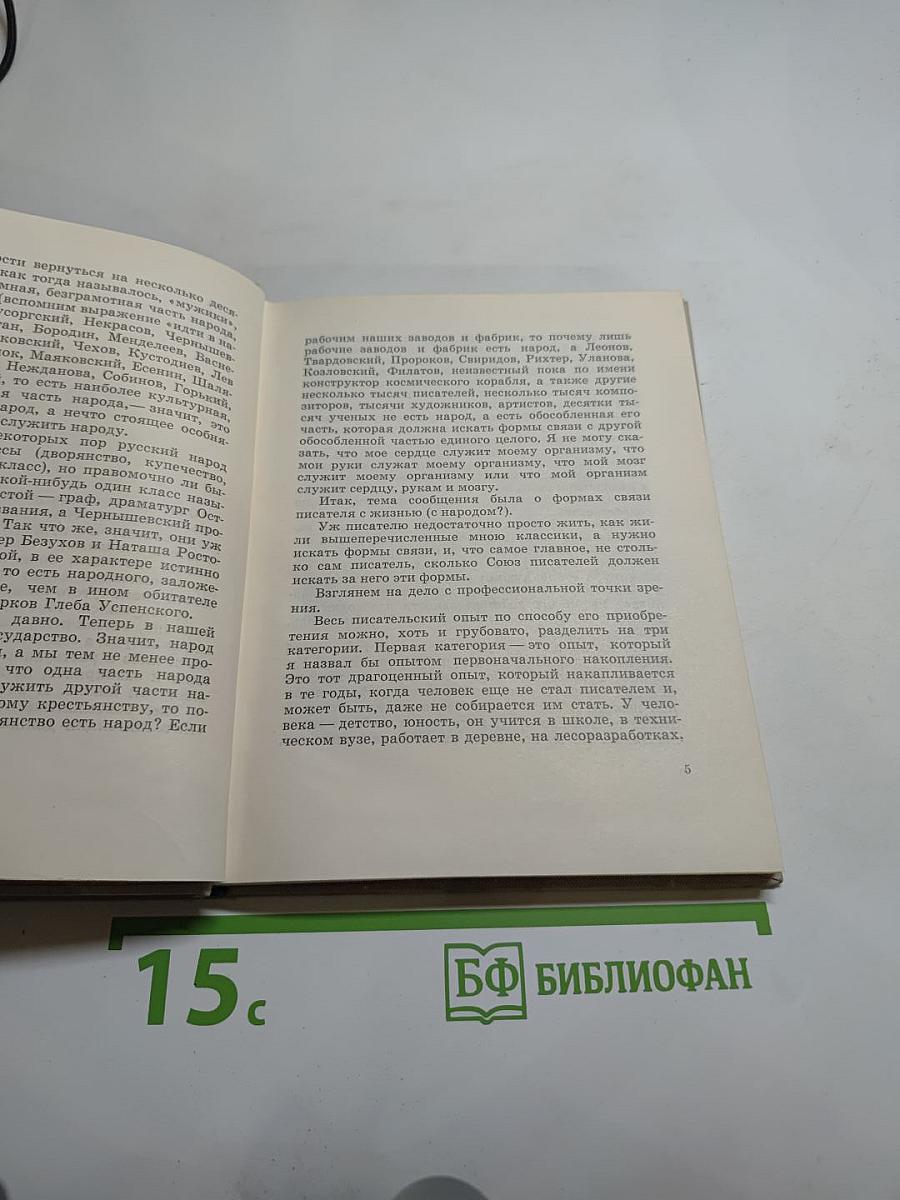 ости вернуться на несколько деся-
как тогда называлось, «мужики»,
мная, безграмотная часть народа,
(вспомним выражение «идти в на-
усоргский, Некрасов, Чернышев-
тан, Бородин, Менделеев, Васне-
ковский, Чехов, Кустодиев, Лев
лок, Маяковский, Есенин, Шаля-
Нежданова, Собинов, Горький,
й, то есть наиболее культурная,
я часть народа,— значит, это
народ, а нечто стоящее особня-
служить народу.
екоторых пор русский народ
ссы (дворянство, купечество,
класс), но правомочно ли бы-
кой-нибудь один класс назы-
стой — граф, драматург Ост-
звания, а Чернышевский про-
Так что же, значит, они уж
ер Безухов и Наташа Росто-
ой, в ее характере истинно
то есть народного, заложе-
е, чем в ином обитателе
рков Глеба Успенского.
давно. Теперь в нашей
сударство. Значит, народ
и, а мы тем не менее про-
что одна часть народа
ужить другой части на-
ому крестьянству, то по-
янство есть народ? Если
рабочим наших заводов и фабрик, то почему лишь
рабочие заводов и фабрик есть народ, а Леонов,
Твардовский, Пророков, Свиридов, Рихтер, Уланова,
Козловский, Филатов, неизвестный пока по имени
конструктор космического корабля, а также другие
несколько тысяч писателей, несколько тысяч компо-
зиторов, тысячи художников, артистов, десятки ты-
сяч ученых не есть народ, а есть обособленная его
часть, которая должна искать формы связи с другой
обособленной частью единого целого. Я не могу ска-
зать, что мое сердце служит моему организму, что
мои руки служат моему организму, что мой мозг
служит моему организму или что мой организм
служит сердцу, рукам и мозгу.
Итак, тема сообщения была о формах связи
писателя с жизнью (с народом?).
Уж писателю недостаточно просто жить, как жи-
ли вышеперечисленные мною классики, а нужно
искать формы связи, и, что самое главное, не столь-
ко сам писатель, сколько Союз писателей должен
искать за него эти формы.
Взглянем на дело с профессиональной точки зре-
ния.
Весь писательский опыт по способу его приобре-
тения можно, хоть и грубовато, разделить на три
категории. Первая категория — это опыт, который
я назвал бы опытом первоначального накопления.
Это тот драгоценный опыт, который накапливается
в те годы, когда человек еще не стал писателем и,
может быть, даже не собирается им стать. У чело-
века — детство, юность, он учится в школе, в техни-
ческом вузе, работает в деревне, на лесоразработках,
5
15 с
БФ БИБЛИОФАН